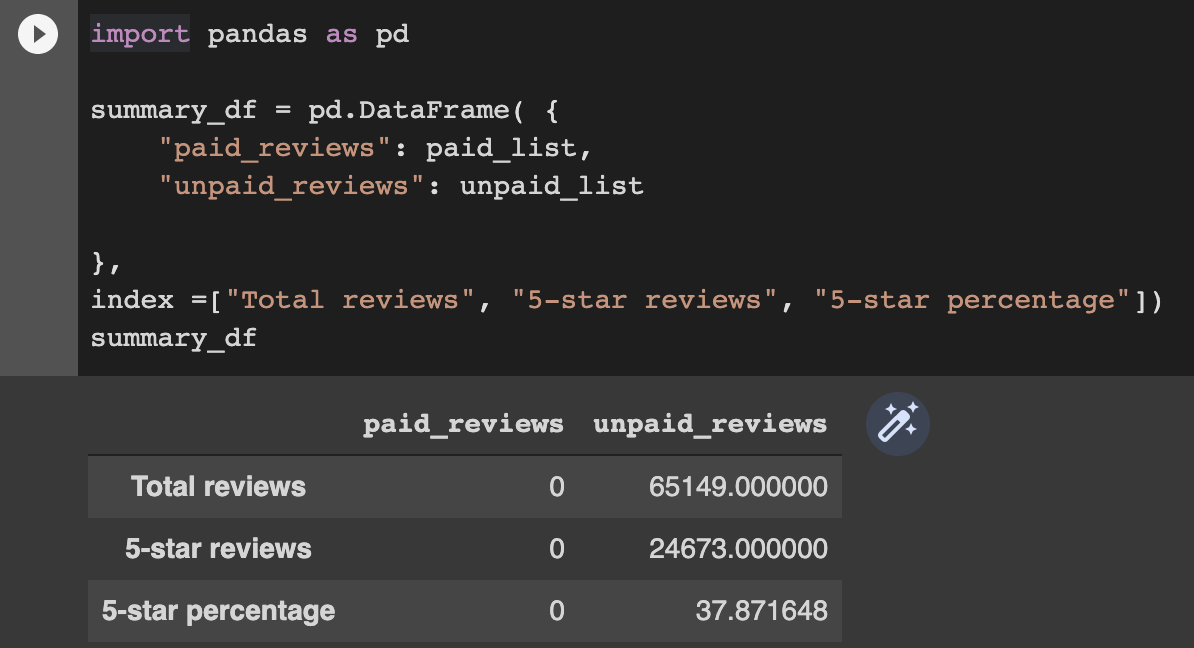 import pandas as pd
summary_df = pd.DataFrame( {
"paid_reviews": paid_list,
"unpaid_reviews": unpaid_list
},
index =["Total reviews", "5-star reviews", "5-star percentage"])
summary_df
paid_reviews unpaid_reviews
Total reviews 0 65149.000000
5-star reviews 0 24673.000000
5-star percentage 0 37.871648